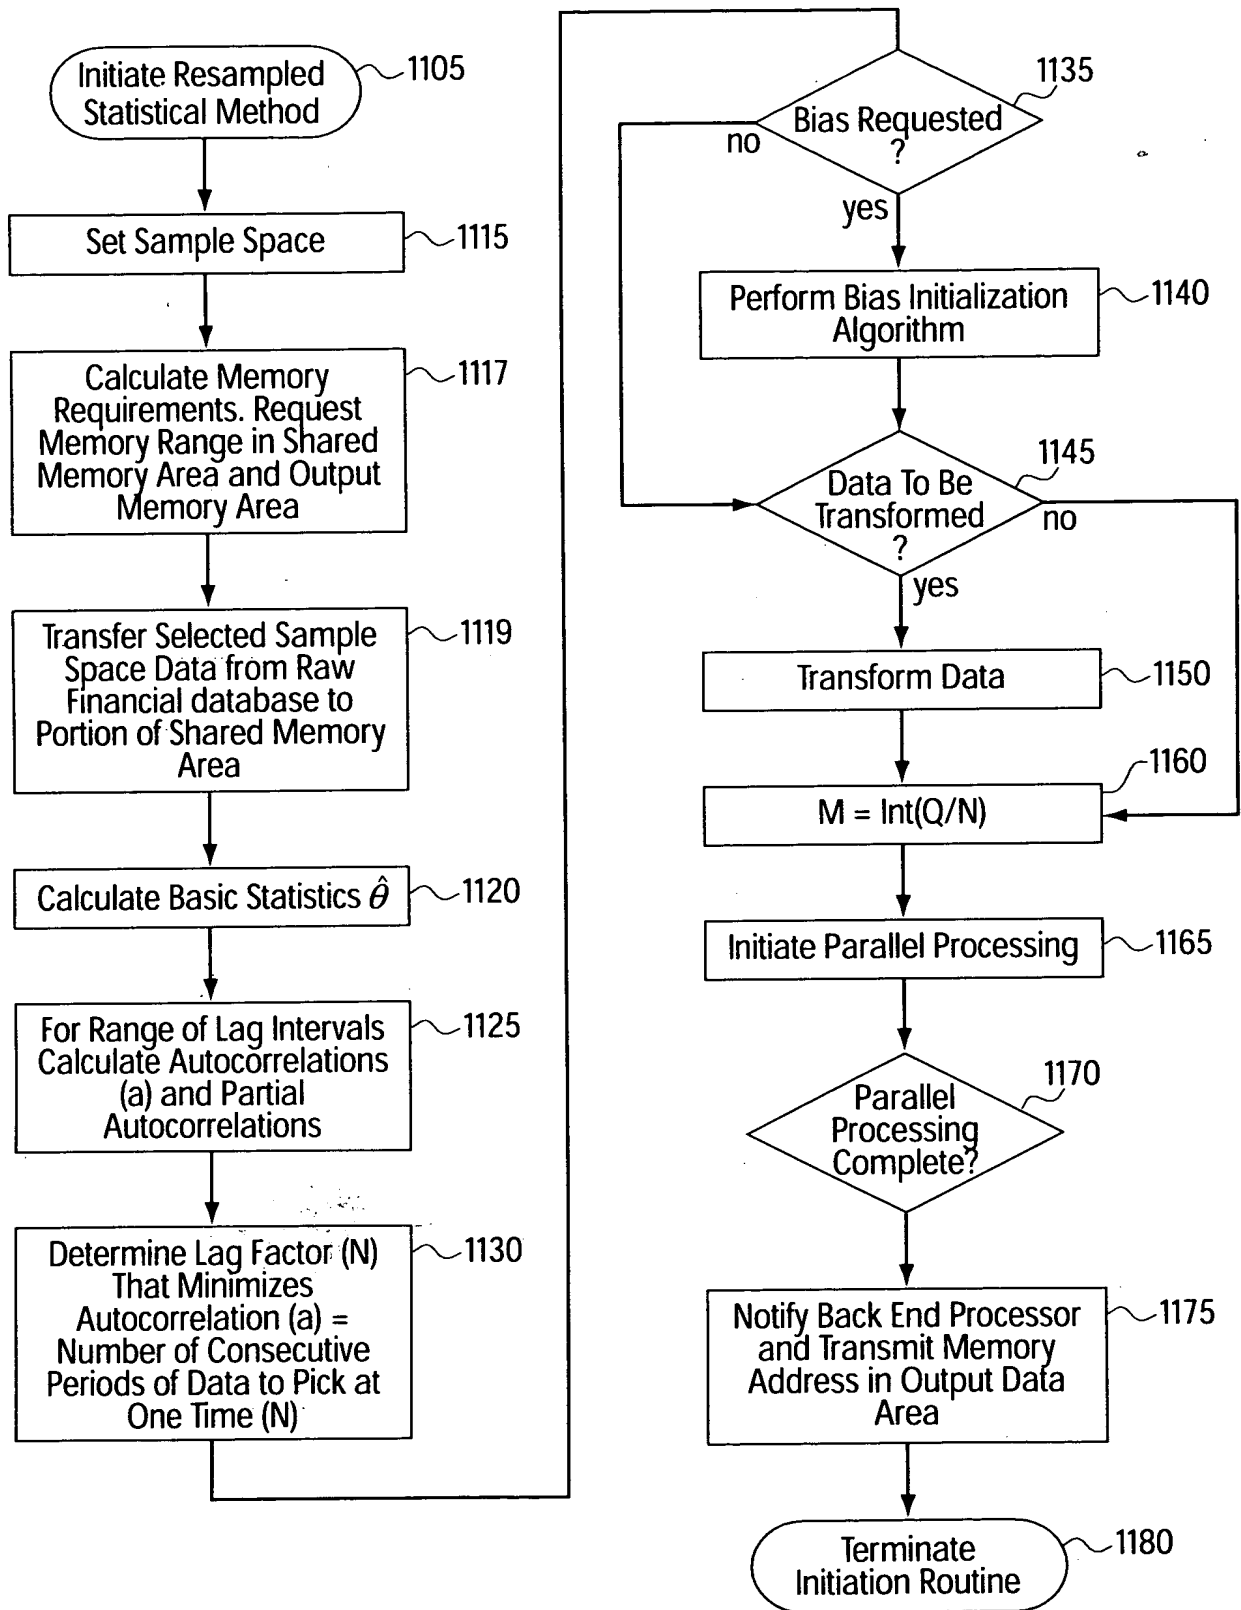 Initiate Resampled
Statistical Method
1105
Set Sample Space
1115
Calculate Memory
Requirements. Request
Memory Range in Shared
Memory Area and Output
Memory Area
1117
Transfer Selected Sample
Space Data from Raw
Financial database to
Portion of Shared Memory
Area
1119
Calculate Basic Statistics θ̂
1120
For Range of Lag Intervals
Calculate Autocorrelations
(a) and Partial
Autocorrelations
1125
Determine Lag Factor (N)
That Minimizes
Autocorrelation (a) =
Number of Consecutive
Periods of Data to Pick at
One Time (N)
1130
Bias Requested
?
1135
no
yes
Perform Bias Initialization
Algorithm
1140
Data To Be
Transformed
?
1145
no
yes
Transform Data
1150
M = Int(Q/N)
1160
Initiate Parallel Processing
1165
Parallel
Processing
Complete?
1170
Notify Back End Processor
and Transmit Memory
Address in Output Data
Area
1175
Terminate
Initiation Routine
1180